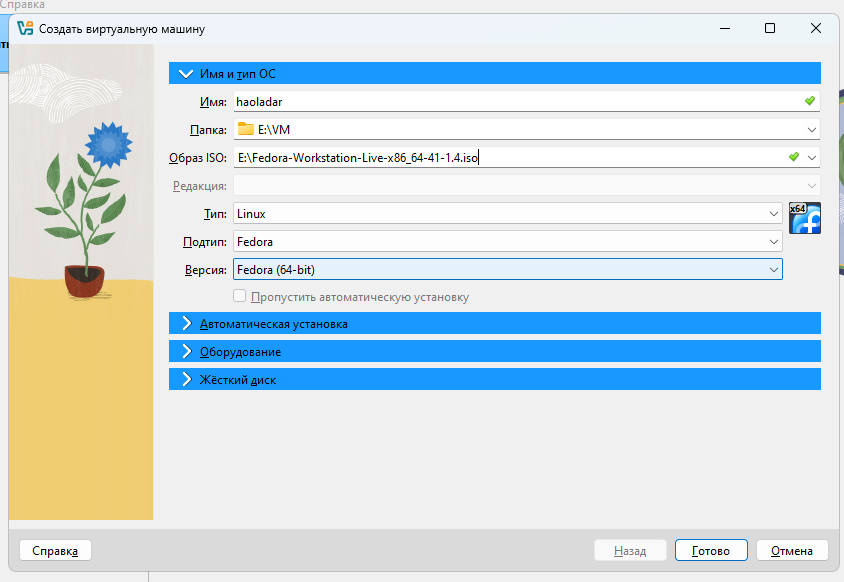 Справка
Создать виртуальную машину
Имя и тип ОС
Имя: haoladar
Папка: E:\VM
Образ ISO: E:\Fedora-Workstation-Live-x86_64-41-1.4.iso
Редакция:
Тип: Linux
x64
Подтип: Fedora
Версия: Fedora (64-bit)
Пропустить автоматическую установку
Автоматическая установка
Оборудование
Жёсткий диск
Справка
Назад
Готово
Отмена